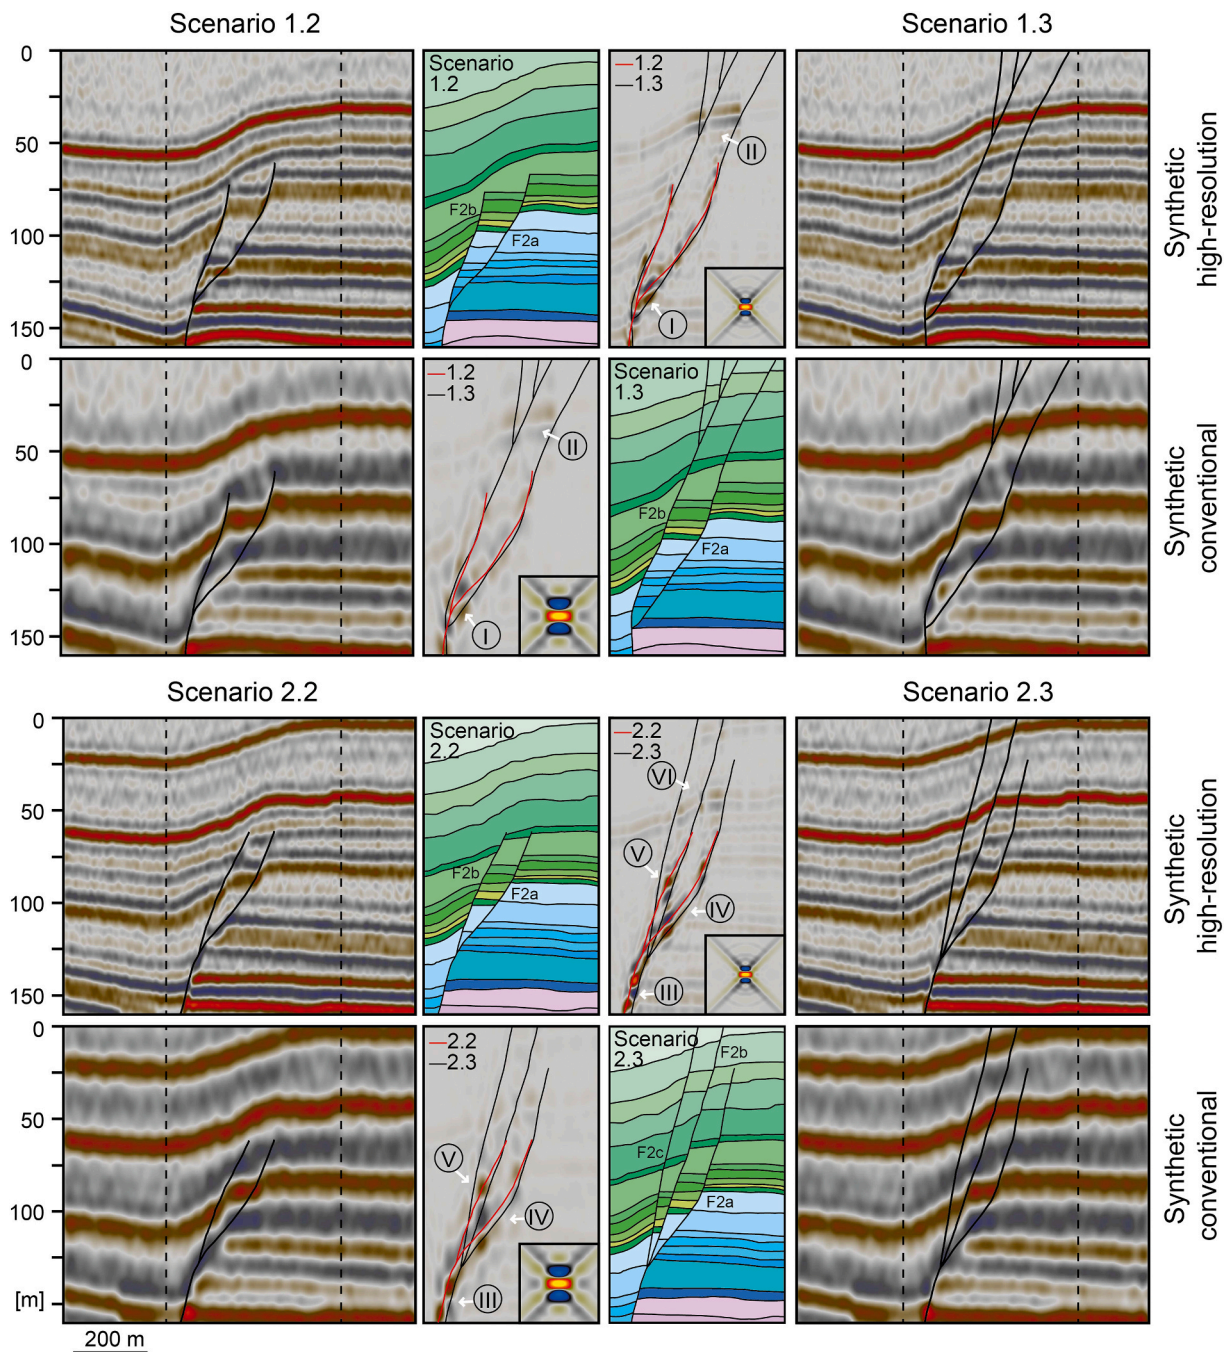 Scenario 1.2
Scenario 1.3
0
50
100
150
Scenario
1.2
F2b
F2a
1.2
1.3
II
I
Synthetic
high-resolution
0
50
100
150
1.2
1.3
II
I
Scenario
1.3
F2b
F2a
Synthetic
conventional
Scenario 2.2
Scenario 2.3
0
50
100
150
Scenario
2.2
F2b
F2a
2.2
2.3
VI
V
IV
III
Synthetic
high-resolution
0
50
100
[m]
2.2
2.3
V
IV
III
Scenario
2.3
F2b
F2c
F2a
Synthetic
conventional
200 m